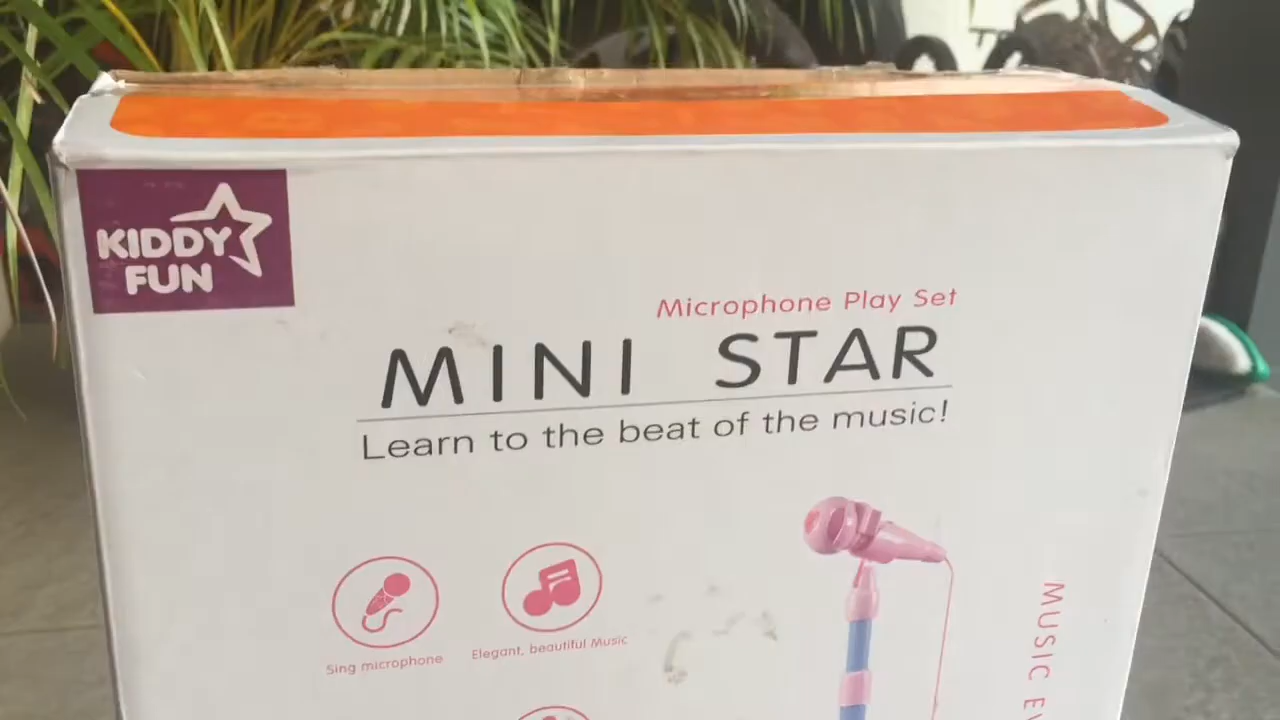 KIDDY
FUN
Microphone Play Set
MINI STAR
Learn to the beat of the music!
Sing microphone
Elegant, beautiful Music
MUSIC